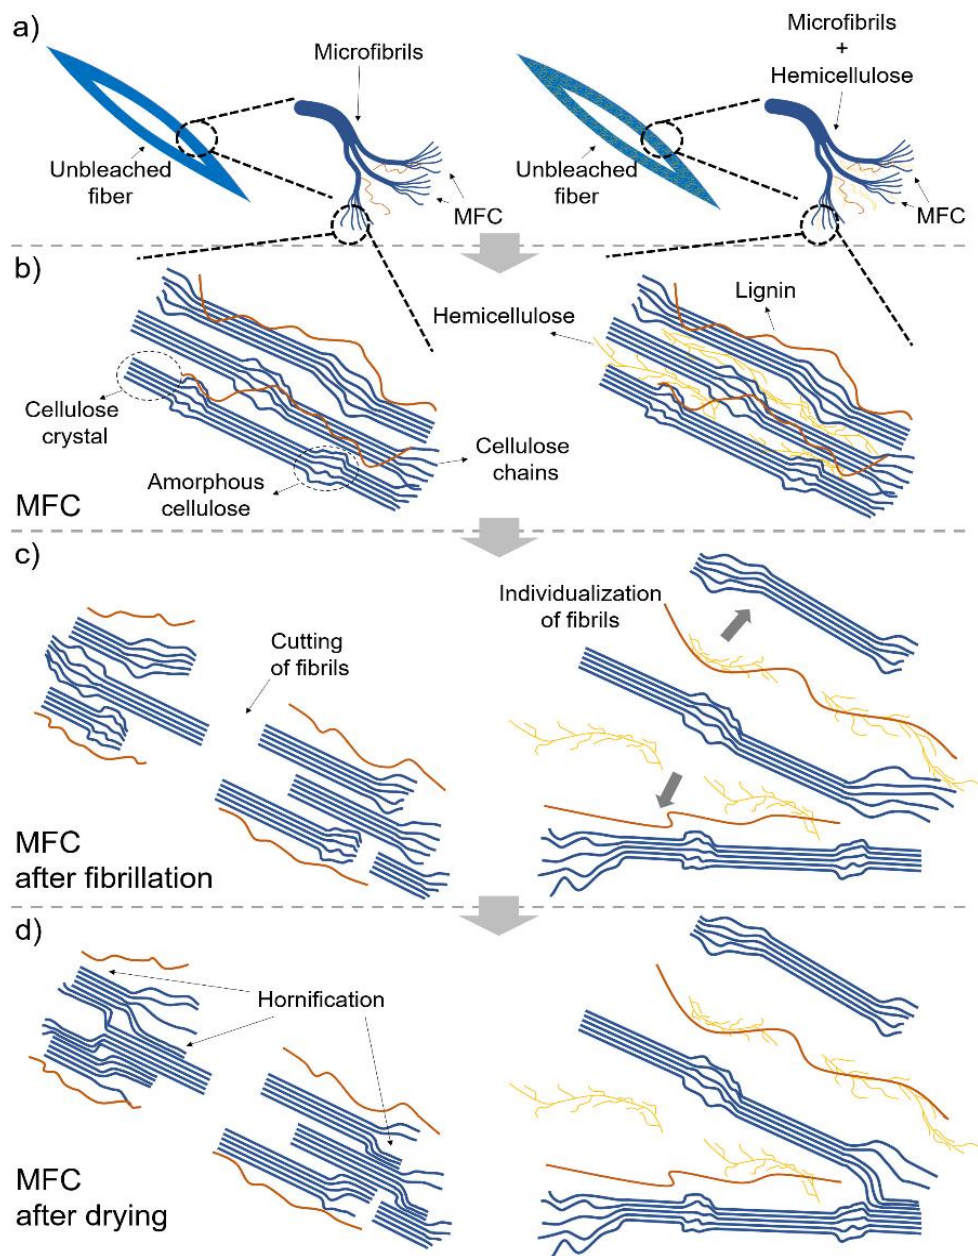 a)
Microfibrils
Unbleached
fiber
MFC
Microfibrils
+
Hemicellulose
Unbleached
fiber
MFC
b)
Hemicellulose
Lignin
Cellulose
crystal
Amorphous
cellulose
Cellulose
chains
MFC
c)
Cutting
of fibrils
Individualization
of fibrils
MFC
after fibrillation
d)
Hornification
MFC
after drying